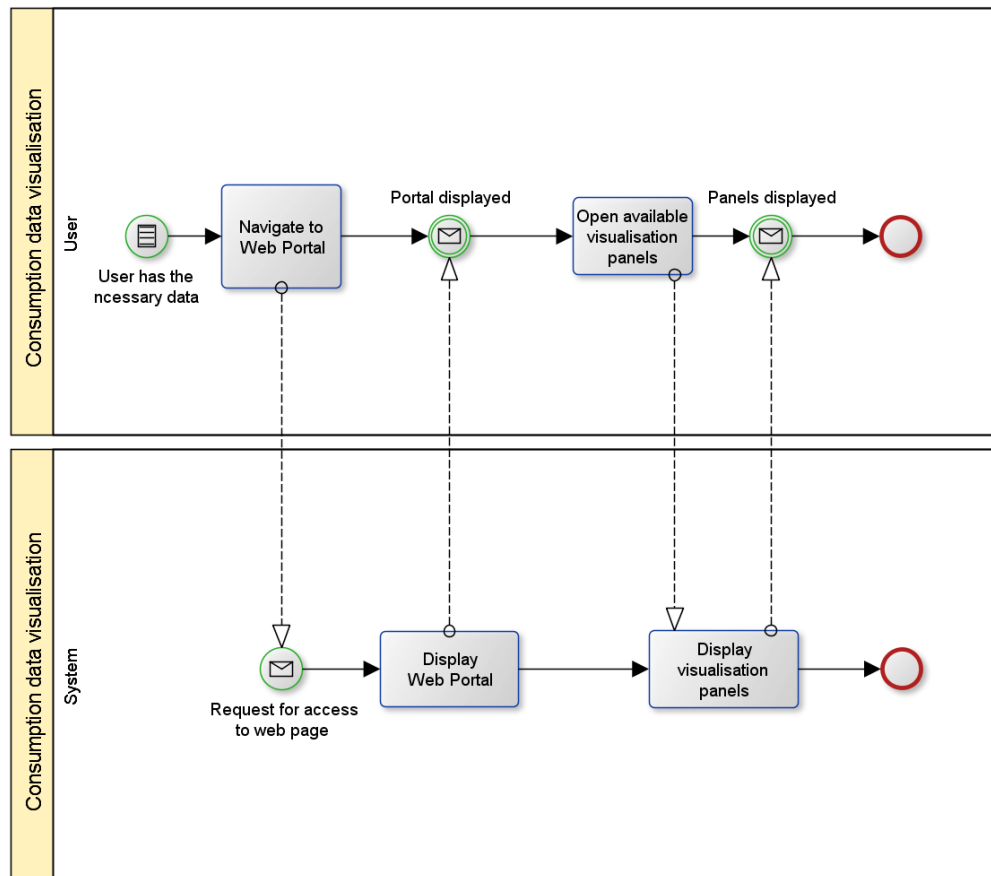 Consumption data visualisation
User
User has the
ncessary data
Navigate to
Web Portal
Portal displayed
Open available
visualisation
panels
Panels displayed
Consumption data visualisation
System
Request for access
to web page
Display
Web Portal
Display
visualisation
panels